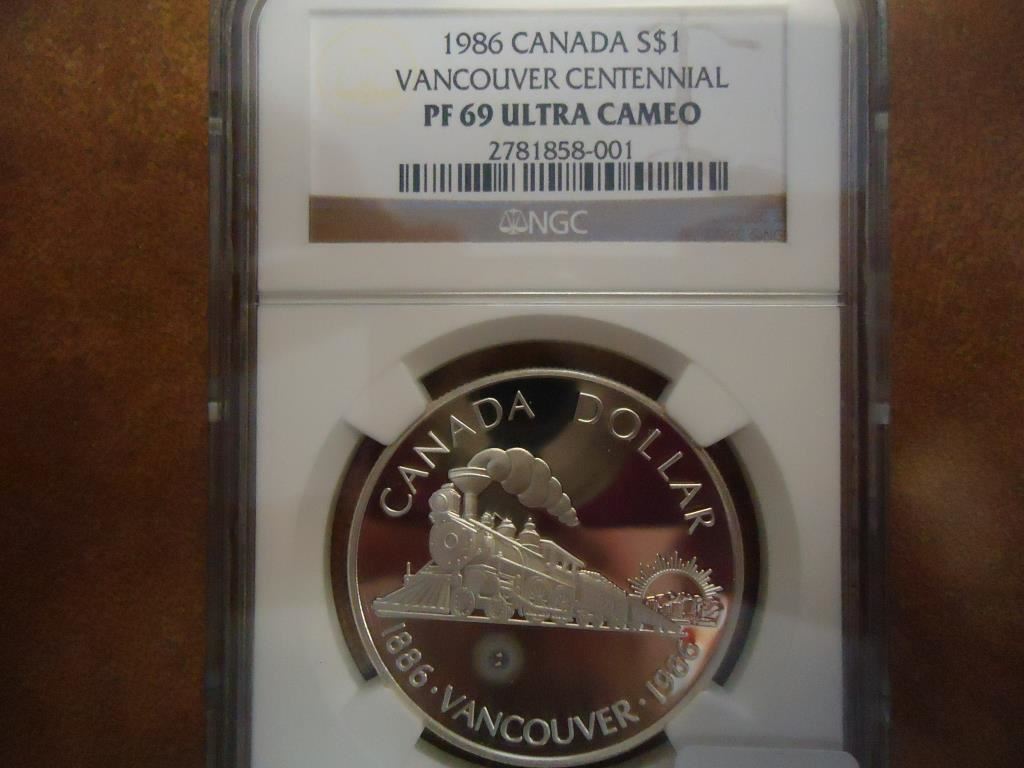 1986 CANADA S$1
VANCOUVER CENTENNIAL
PF 69 ULTRA CAMEO
2781858-001
NGC
CANADA DOLLAR
1886 · VANCOUVER · 1986